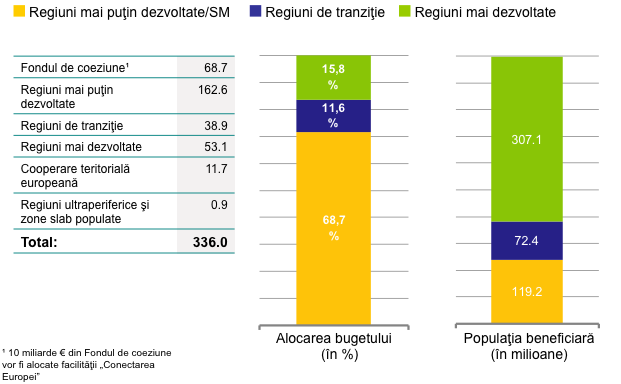 Regiuni mai puţin dezvoltate/SM Regiuni de tranziţie Regiuni mai dezvoltate
Fondul de coeziune¹ 68.7
Regiuni mai puţin
dezvoltate 162.6
Regiuni de tranziţie 38.9
Regiuni mai dezvoltate 53.1
Cooperare teritorială
europeană 11.7
Regiuni ultraperiferice şi
zone slab populate 0.9
Total: 336.0
15,8
%
11,6
%
68,7
%
Alocarea bugetului
(în %)
307.1
72.4
119.2
Populaţia beneficiară
(în milioane)
¹ 10 miliarde € din Fondul de coeziune
vor fi alocate facilităţii „Conectarea
Europei”